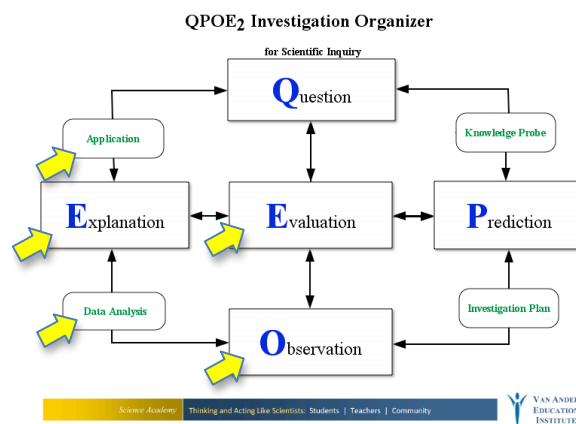 QPOE2 Investigation Organizer
for Scientific Inquiry
Question
Application
Knowledge Probe
Explanation
Evaluation
Prediction
Data Analysis
Investigation Plan
Observation
Science Academy Thinking and Acting Like Scientists: Students | Teachers | Community
VAN ANDEL
EDUCATION
INSTITUTE